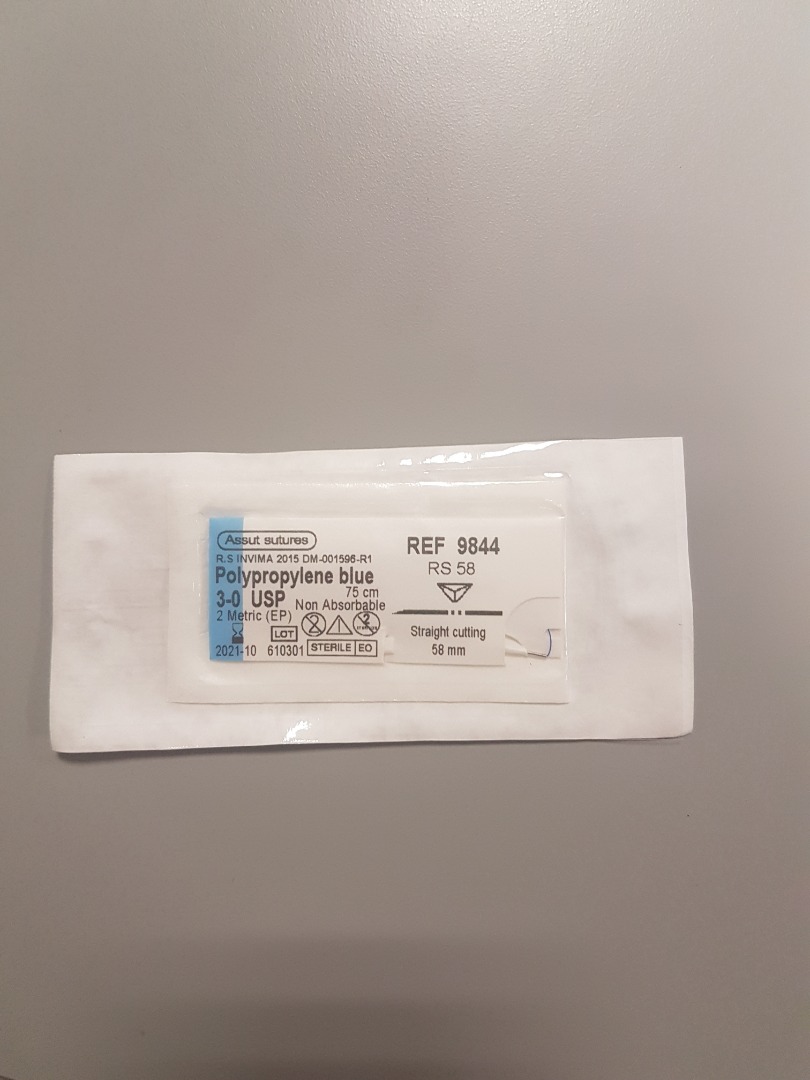 Assut sutures
R.S INVIMA 2015 DM-001596-R1
Polypropylene blue
75 cm
3-0 USP
Non Absorbable
2 Metric (EP)
LOT
2021-10 610301 STERILE EO
REF 9844
RS 58
Straight cutting
58 mm